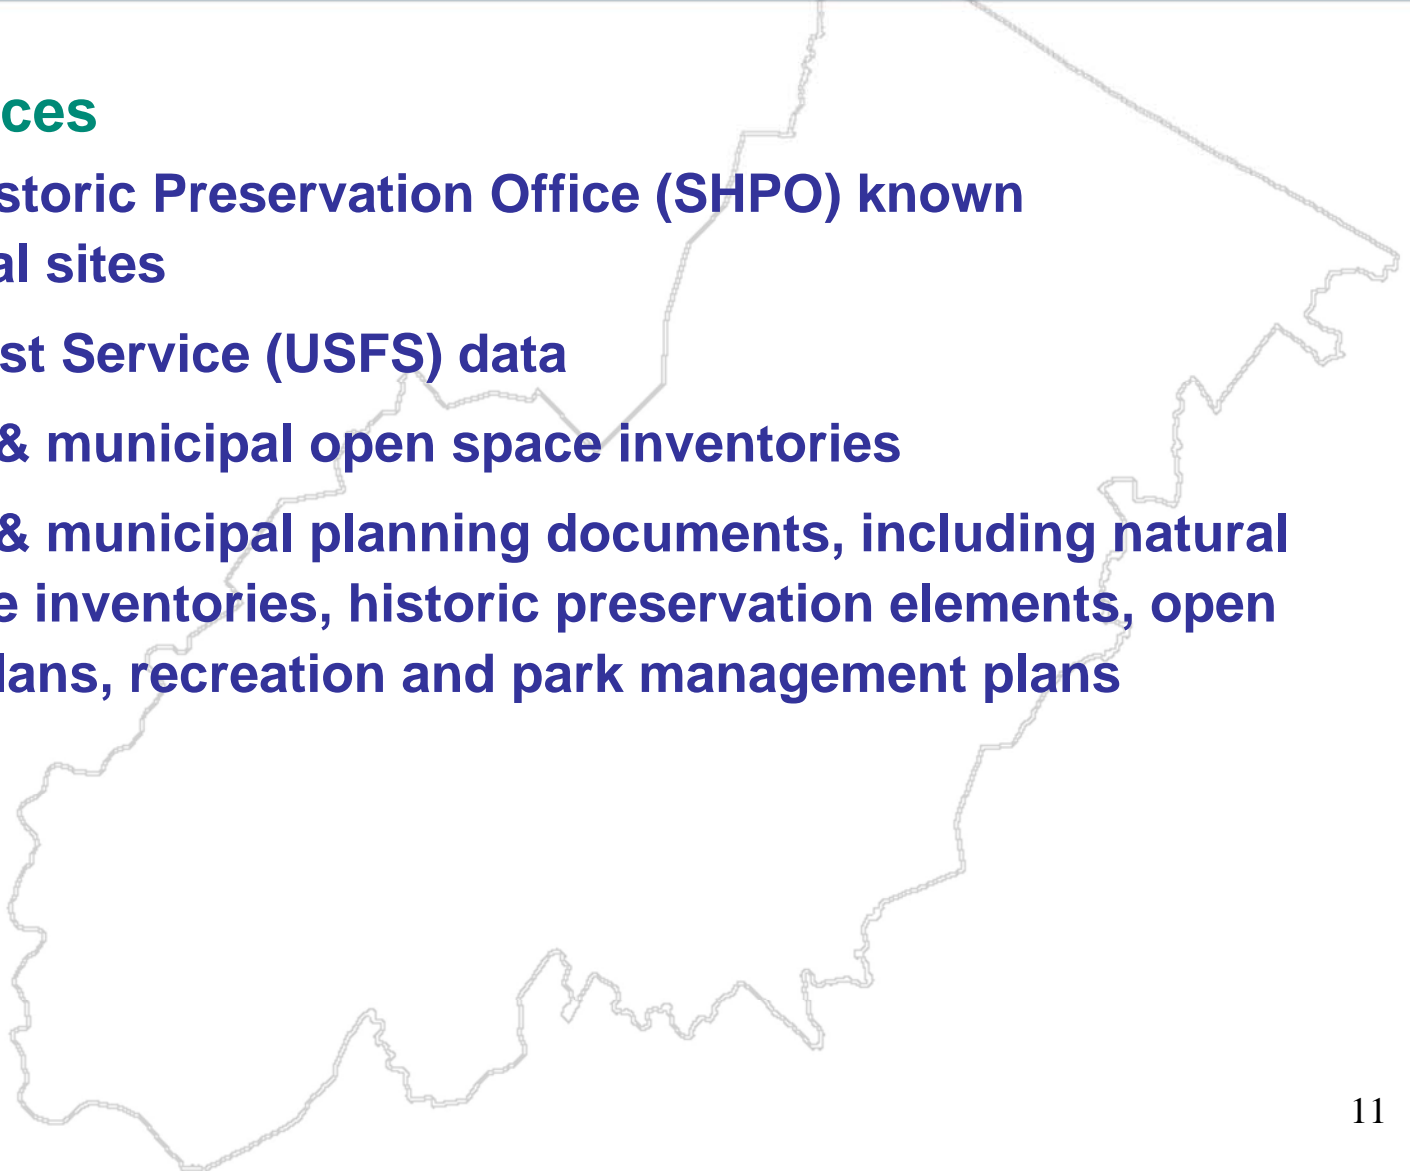 ces
storic Preservation Office (SHPO) known
al sites
st Service (USFS) data
& municipal open space inventories
& municipal planning documents, including natural
e inventories, historic preservation elements, open
lans, recreation and park management plans
11